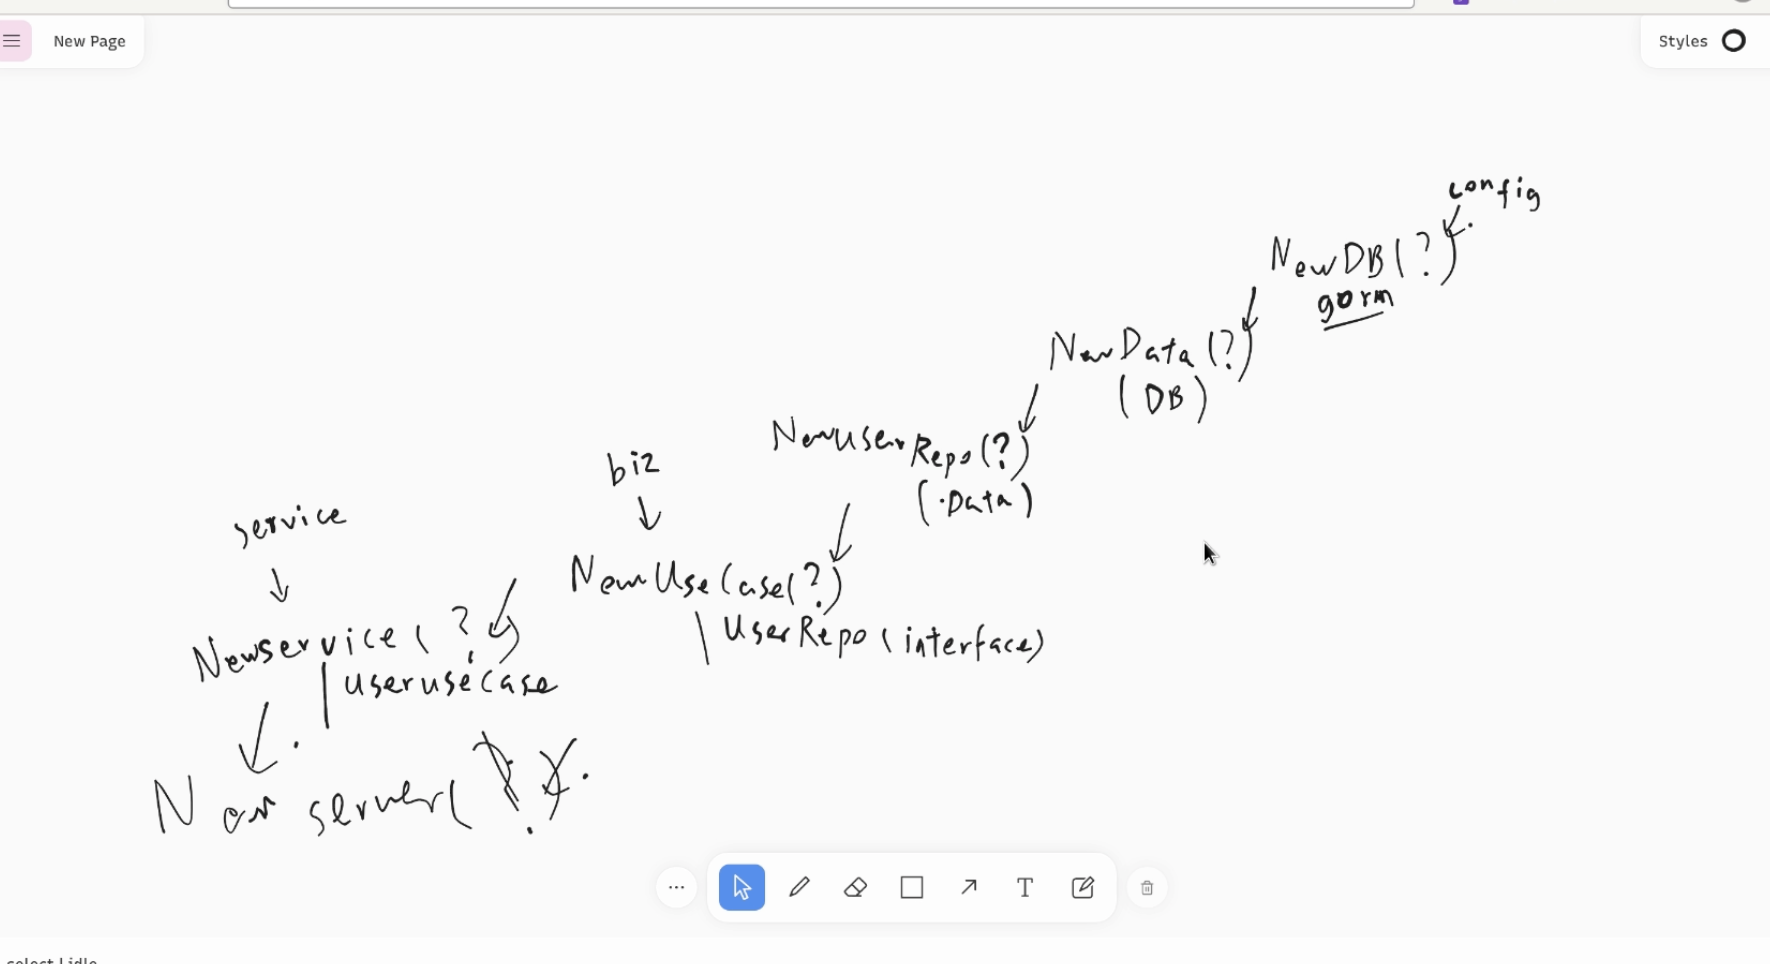 New Page
Styles
config
NewDB(?)
gorm
NewData(?)
(DB)
NewUserRepo(?)
(.Data)
biz
service
NewUseCase(?)
UserRepo(interface)
Newservice(?)
userusecase
New server(?)
T
select | idle